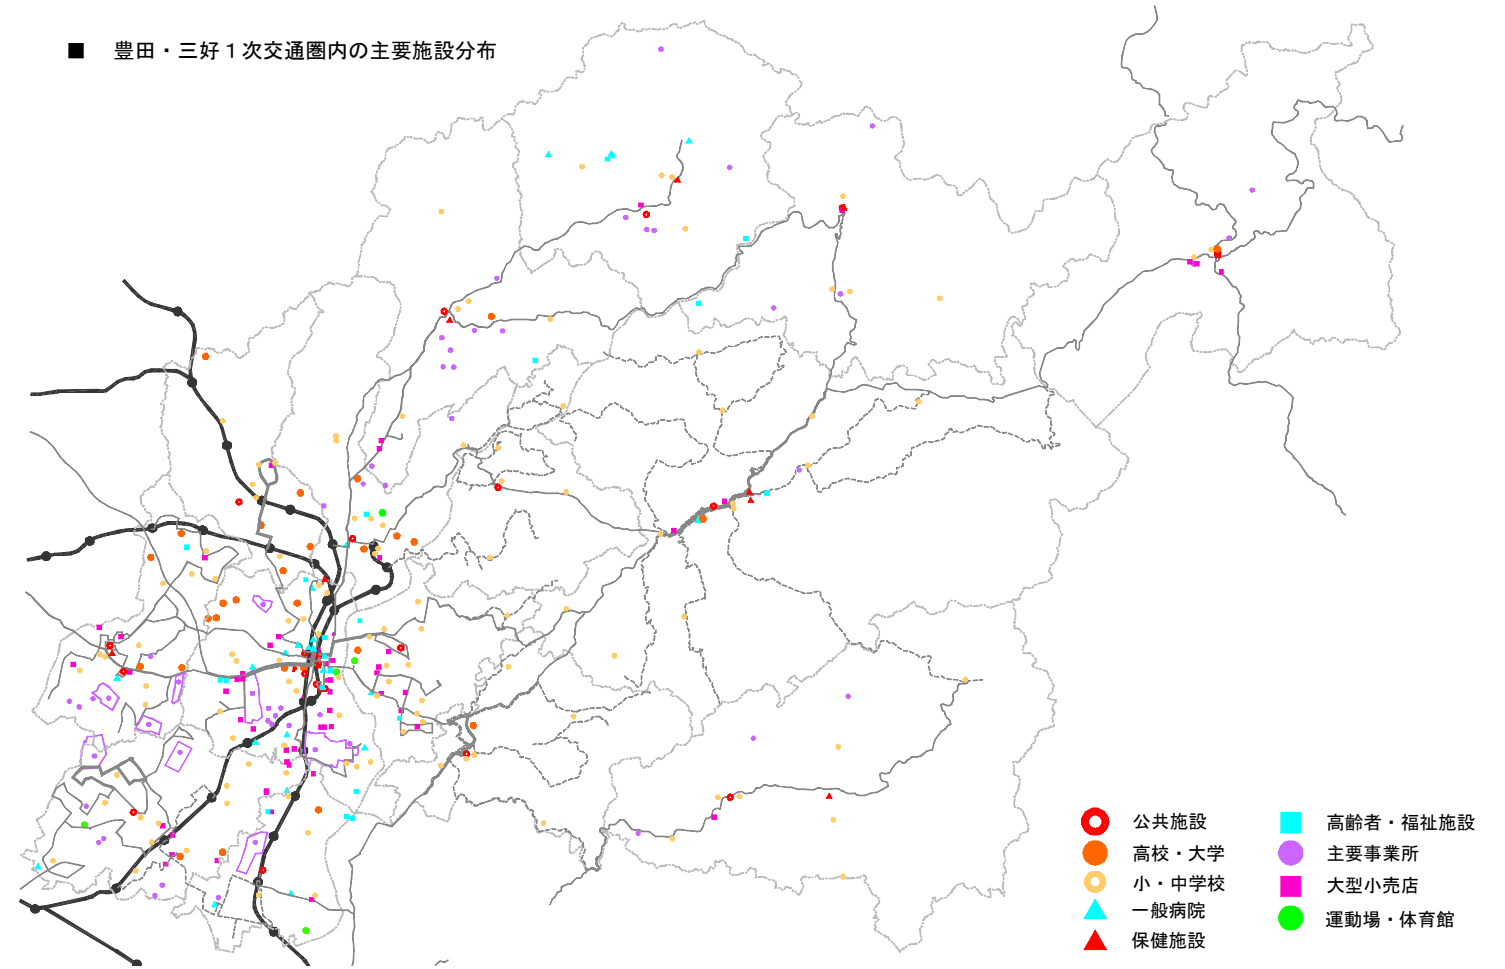 ■ 豊田・三好1次交通圏内の主要施設分布
公共施設
高校・大学
小・中学校
一般病院
保健施設
高齢者・福祉施設
主要事業所
大型小売店
運動場・体育館